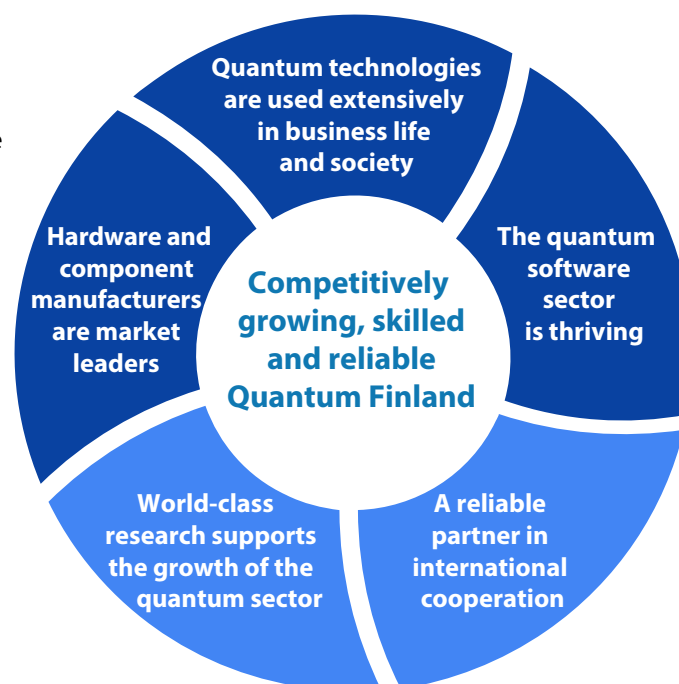 Quantum technologies
are used extensively
in business life
and society
The quantum
software
sector
is thriving
Hardware and
component
manufacturers
are market
leaders
Competitively
growing, skilled
and reliable
Quantum Finland
World-class
research supports
the growth of the
quantum sector
A reliable
partner in
international
cooperation